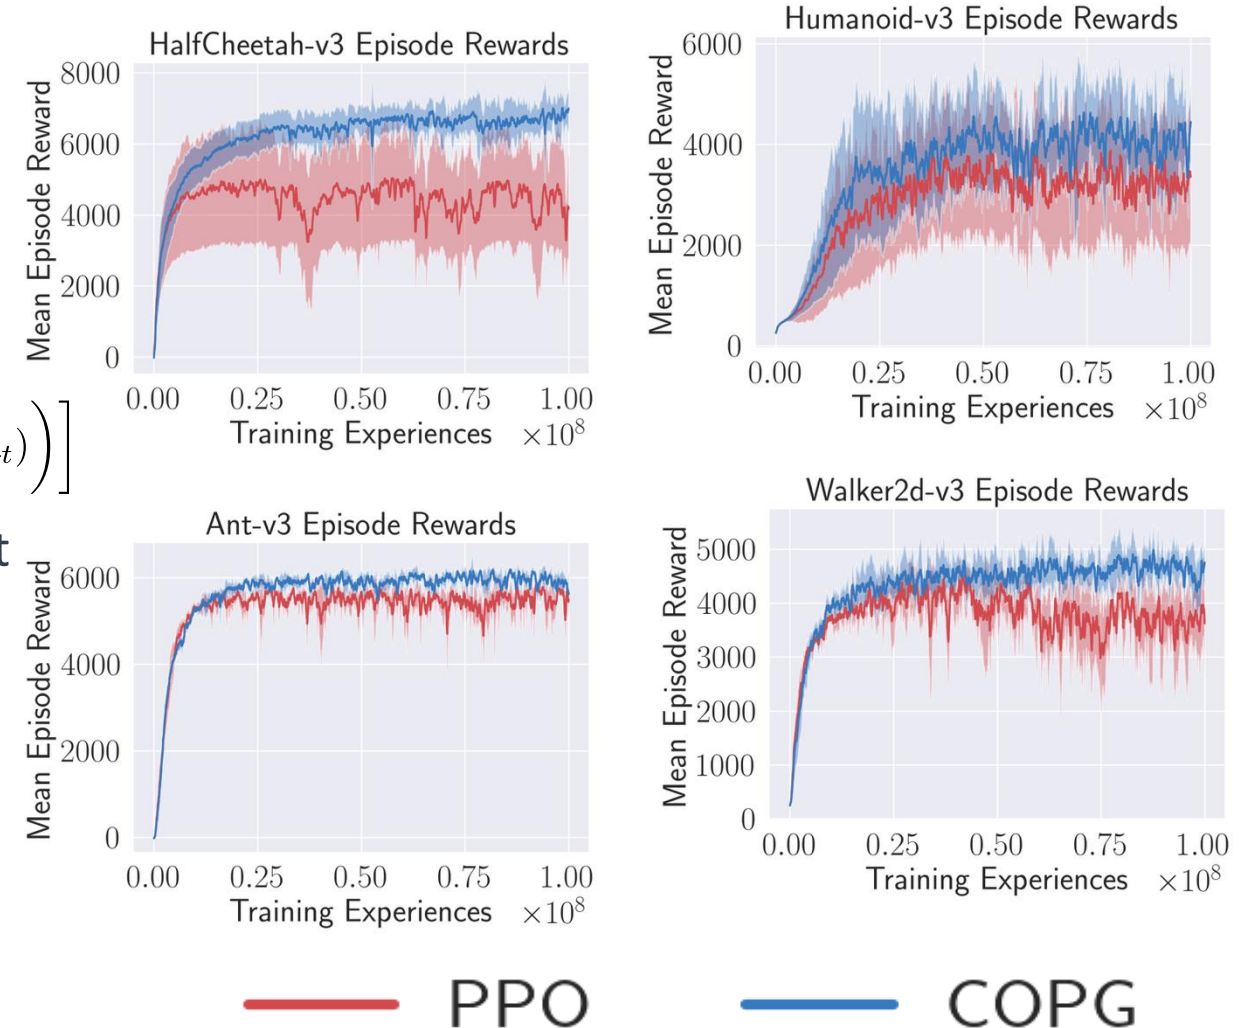 HalfCheetah-v3 Episode Rewards
Mean Episode Reward
8000
6000
4000
2000
0
0.00 0.25 0.50 0.75 1.00
Training Experiences ×10^8
Humanoid-v3 Episode Rewards
Mean Episode Reward
6000
4000
2000
0
0.00 0.25 0.50 0.75 1.00
Training Experiences ×10^8
t))]
t
Ant-v3 Episode Rewards
Mean Episode Reward
6000
4000
2000
0
0.00 0.25 0.50 0.75 1.00
Training Experiences ×10^8
Walker2d-v3 Episode Rewards
Mean Episode Reward
5000
4000
3000
2000
1000
0
0.00 0.25 0.50 0.75 1.00
Training Experiences ×10^8
PPO COPG